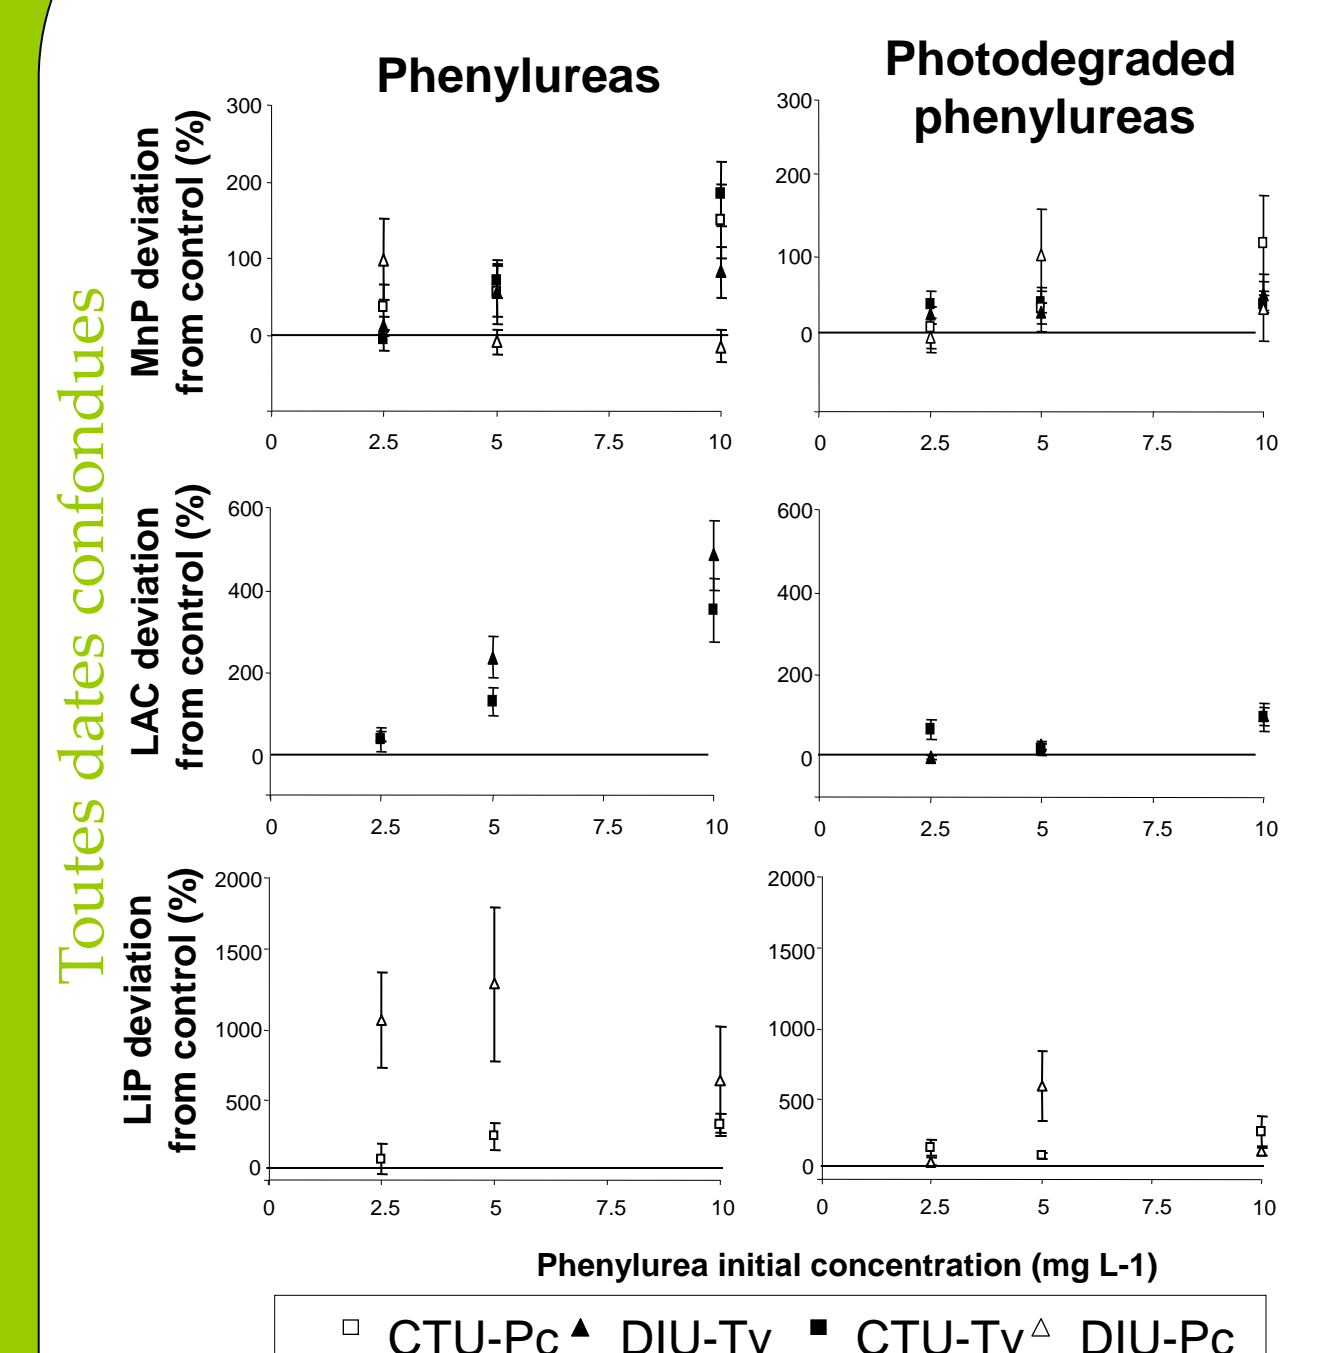 Toutes dates confondues
Phenylureas
Photodegraded
phenylureas
MnP deviation
from control (%)
300
200
100
0
0 2.5 5 7.5 10
300
200
100
0
0 2.5 5 7.5 10
LAC deviation
from control (%)
600
400
200
0
0 2.5 5 7.5 10
600
400
200
0
0 2.5 5 7.5 10
LiP deviation
from control (%)
2000
1500
1000
500
0
0 2.5 5 7.5 10
2000
1500
1000
500
0
0 2.5 5 7.5 10
Phenylurea initial concentration (mg L-1)
CTU-Pc DIU-Tv CTU-Tv DIU-Pc